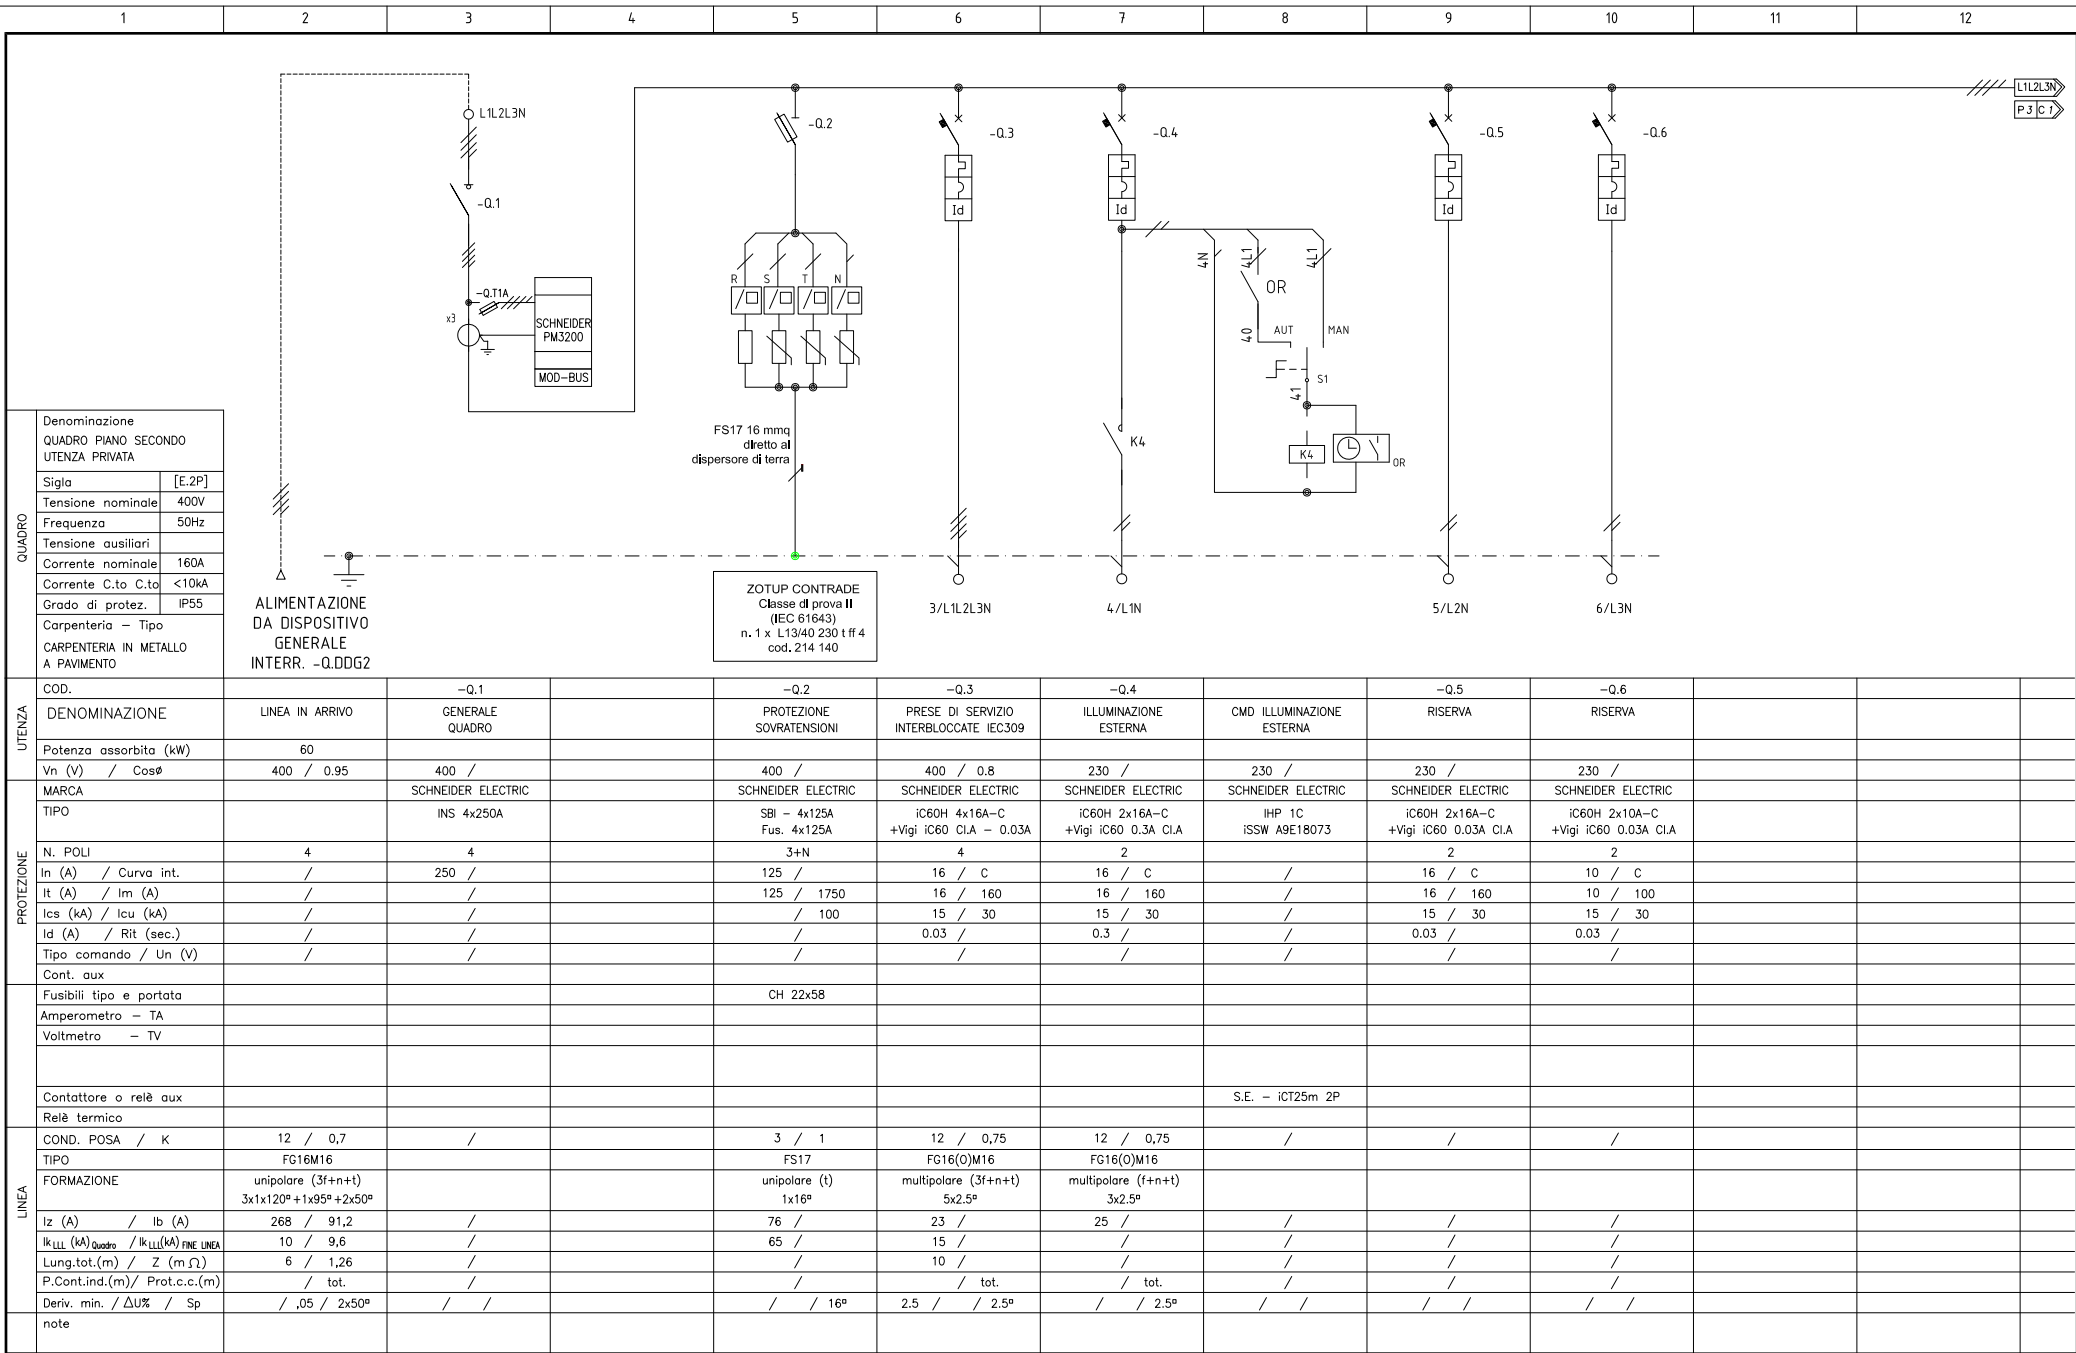 1 2 3 4 5 6 7 8 9 10 11 12
L1L2L3N
P.3 C 1
L1L2L3N
-Q.1
-Q.T1A
x3
SCHNEIDER
PM3200
MOD-BUS
-Q.2
R S T N
FS17 16 mmq
diretto al
dispersore di terra
-Q.3
Id
-Q.4
Id
4N
4L1
4L1
OR
40
AUT
MAN
S1
41
K4
K4
OR
-Q.5
Id
-Q.6
Id
ALIMENTAZIONE
DA DISPOSITIVO
GENERALE
INTERR. -Q.DDG2
ZOTUP CONTRADE
Classe di prova II
(IEC 61643)
n. 1 x L13/40 230 t ff 4
cod. 214 140
3/L1L2L3N
4/L1N
5/L2N
6/L3N
QUADRO
Denominazione
QUADRO PIANO SECONDO
UTENZA PRIVATA
Sigla [E.2P]
Tensione nominale 400V
Frequenza 50Hz
Tensione ausiliari
Corrente nominale 160A
Corrente C.to C.to <10kA
Grado di protez. IP55
Carpenteria – Tipo
CARPENTERIA IN METALLO
A PAVIMENTO
UTENZA
COD. -Q.1 -Q.2 -Q.3 -Q.4 -Q.5 -Q.6
DENOMINAZIONE LINEA IN ARRIVO GENERALE PROTEZIONE PRESE DI SERVIZIO ILLUMINAZIONE CMD ILLUMINAZIONE RISERVA RISERVA
QUADRO SOVRATENSIONI INTERBLOCCATE IEC309 ESTERNA ESTERNA
Potenza assorbita (kW) 60
Vn (V) / Cosø 400 / 0.95 400 / 400 / 400 / 0.8 230 / 230 / 230 / 230 /
PROTEZIONE
MARCA SCHNEIDER ELECTRIC SCHNEIDER ELECTRIC SCHNEIDER ELECTRIC SCHNEIDER ELECTRIC SCHNEIDER ELECTRIC SCHNEIDER ELECTRIC SCHNEIDER ELECTRIC
TIPO INS 4x250A SBI – 4x125A iC60H 4x16A–C iC60H 2x16A–C IHP 1C iC60H 2x16A–C iC60H 2x10A–C
Fus. 4x125A +Vigi iC60 Cl.A – 0.03A +Vigi iC60 0.3A Cl.A iSSW A9E18073 +Vigi iC60 0.03A Cl.A +Vigi iC60 0.03A Cl.A
N. POLI 4 4 3+N 4 2 2 2
In (A) / Curva int. / 250 / 125 / 16 / C 16 / C / 16 / C 10 / C
It (A) / Im (A) / / 125 / 1750 16 / 160 16 / 160 / 16 / 160 10 / 100
Ics (kA) / Icu (kA) / / / 100 15 / 30 15 / 30 / 15 / 30 15 / 30
Id (A) / Rit (sec.) / / / 0.03 / 0.3 / / 0.03 / 0.03 /
Tipo comando / Un (V) / / / / / / / /
Cont. aux
Fusibili tipo e portata CH 22x58
Amperometro – TA
Voltmetro – TV
Contattore o relè aux S.E. – iCT25m 2P
Relè termico
LINEA
COND. POSA / K 12 / 0,7 / 3 / 1 12 / 0,75 12 / 0,75 / / /
TIPO FG16M16 FS17 FG16(O)M16 FG16(O)M16
FORMAZIONE unipolare (3f+n+t) unipolare (t) multipolare (3f+n+t) multipolare (f+n+t)
3x1x120ª+1x95ª+2x50ª 1x16ª 5x2.5ª 3x2.5ª
Iz (A) / Ib (A) 268 / 91,2 / 76 / 23 / 25 / / / /
Ik LLL (kA) Quadro / Ik LLL(kA) FINE LINEA 10 / 9,6 / 65 / 15 / / / / /
Lung.tot.(m) / Z (mΩ) 6 / 1,26 / / 10 / / / / /
P.Cont.ind.(m)/ Prot.c.c.(m) / tot. / / / tot. / tot. / / /
Deriv. min. / ΔU% / Sp / ,05 / 2x50ª / / / / 16ª 2.5 / / 2.5ª / / 2.5ª / / / / / /
note